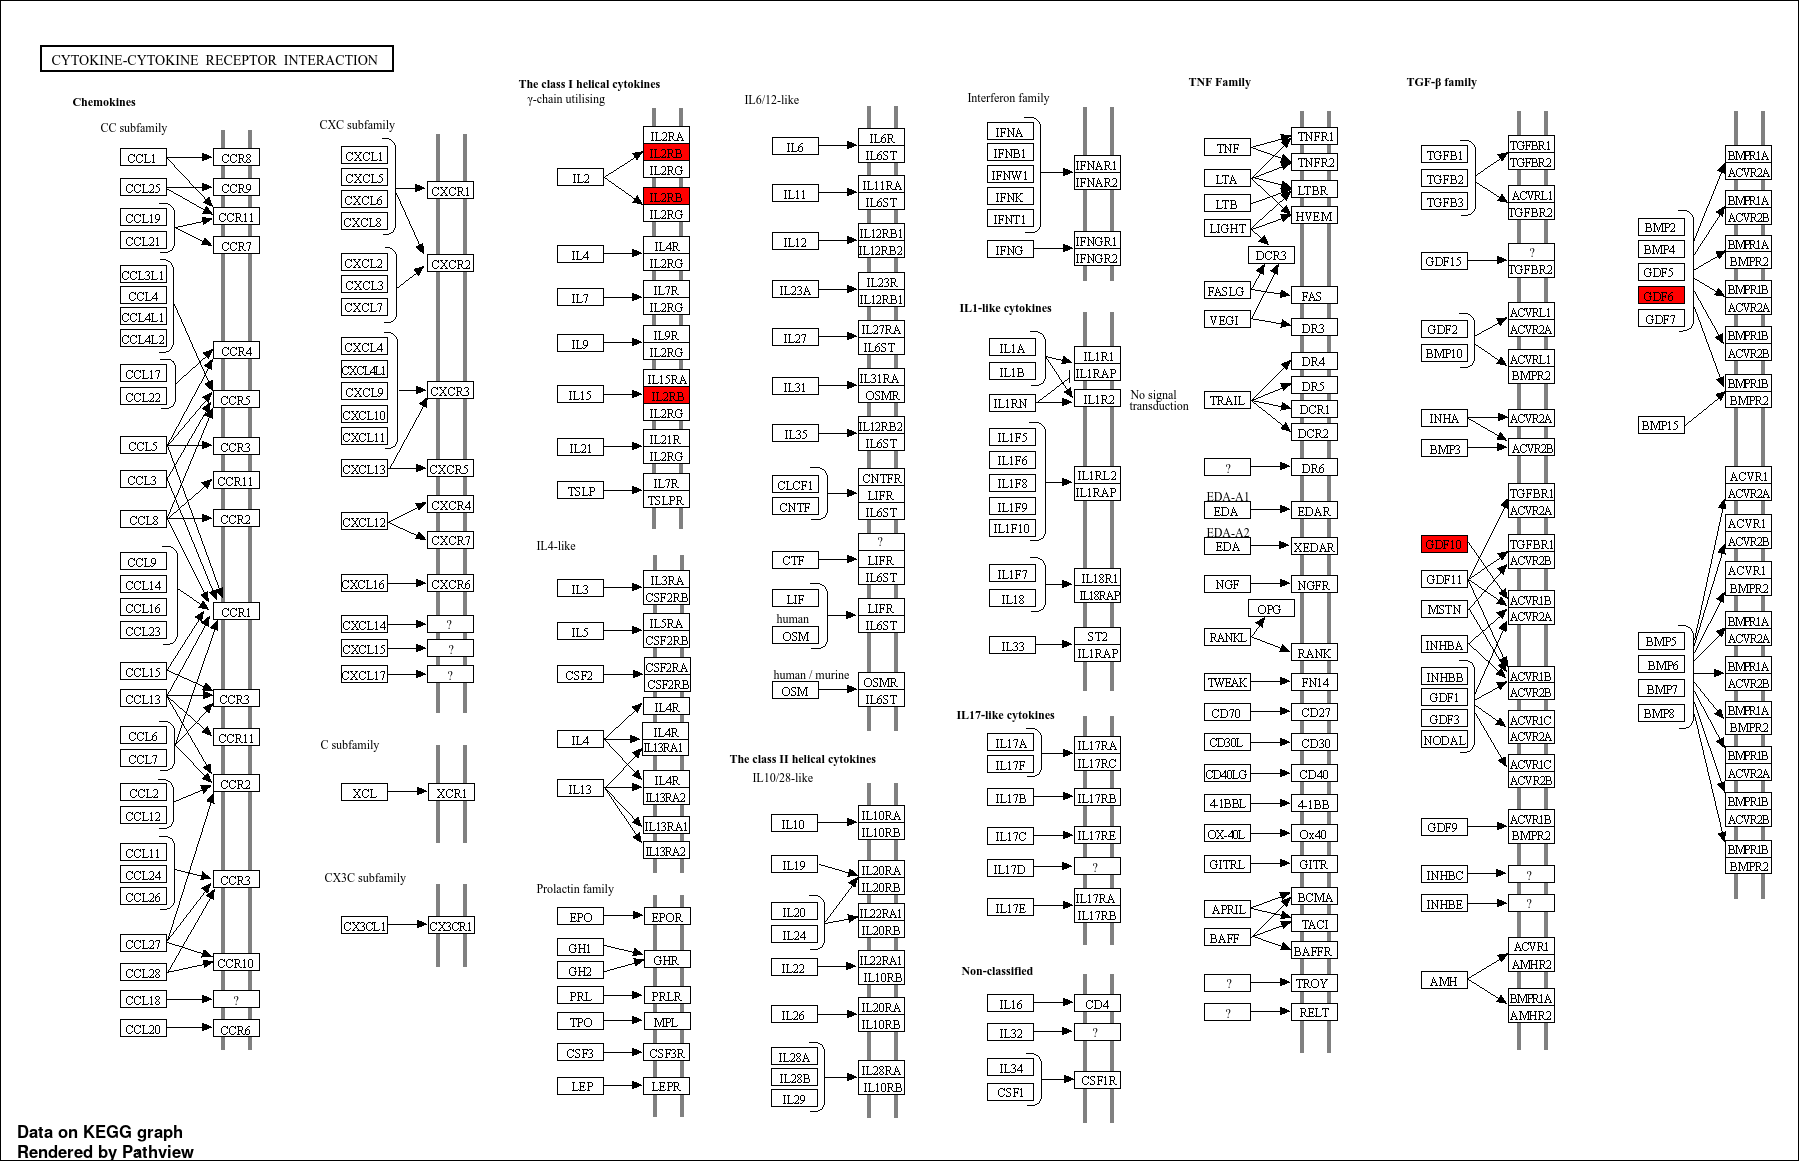 CYTOKINE-CYTOKINE RECEPTOR INTERACTION
Chemokines
CC subfamily
CCL1
CCR8
CCL25
CCR9
CCL19
CCR11
CCL21
CCR7
CCL3L1
CCL4
CCL4L1
CCL4L2
CCR4
CCL17
CCL22
CCR5
CCL5
CCR3
CCL3
CCR11
CCL8
CCR2
CCL9
CCL14
CCL16
CCR1
CCL23
CCL15
CCL13
CCR3
CCL6
CCR11
CCL7
CCR2
CCL2
CCL12
CCL11
CCL24
CCR3
CCL26
CCL27
CCR10
CCL28
CCL18
?
CCL20
CCR6
CXC subfamily
CXCL1
CXCL5
CXCR1
CXCL6
CXCL8
CXCL2
CXCR2
CXCL3
CXCL7
CXCL4
CXCL4L1
CXCL9
CXCR3
CXCL10
CXCL11
CXCL13
CXCR5
CXCR4
CXCL12
CXCR7
CXCL16
CXCR6
CXCL14
?
CXCL15
?
CXCL17
?
C subfamily
XCL
XCR1
CX3C subfamily
CX3CL1
CX3CR1
The class I helical cytokines
γ-chain utilising
IL2RA
IL2RB
IL2RG
IL2
IL2RB
IL2RG
IL4
IL4R
IL2RG
IL7
IL7R
IL2RG
IL9
IL9R
IL2RG
IL15
IL15RA
IL2RB
IL2RG
IL21
IL21R
IL2RG
TSLP
IL7R
TSLPR
IL4-like
IL3
IL3RA
CSF2RB
IL5
IL5RA
CSF2RB
CSF2
CSF2RA
CSF2RB
IL4R
IL4
IL4R
IL13RA1
IL13
IL4R
IL13RA2
IL13RA1
IL13RA2
Prolactin family
EPO
EPOR
GH1
GHR
GH2
PRL
PRLR
TPO
MPL
CSF3
CSF3R
LEP
LEPR
IL6/12-like
IL6
IL6R
IL6ST
IL11
IL11RA
IL6ST
IL12
IL12RB1
IL12RB2
IL23A
IL23R
IL12RB1
IL27
IL27RA
IL6ST
IL31
IL31RA
OSMR
IL35
IL12RB2
IL6ST
CLCF1
CNTF
CNTFR
LIFR
IL6ST
CTF
?
LIFR
IL6ST
LIF
human
OSM
LIFR
IL6ST
human / murine
OSM
OSMR
IL6ST
The class II helical cytokines
IL10/28-like
IL10
IL10RA
IL10RB
IL19
IL20RA
IL20RB
IL20
IL24
IL22RA1
IL20RB
IL22
IL22RA1
IL10RB
IL26
IL20RA
IL10RB
IL28A
IL28B
IL29
IL28RA
IL10RB
Interferon family
IFNA
IFNB1
IFNW1
IFNK
IFNT1
IFNAR1
IFNAR2
IFNG
IFNGR1
IFNGR2
IL1-like cytokines
IL1A
IL1B
IL1R1
IL1RAP
IL1RN
IL1R2
No signal
transduction
IL1F5
IL1F6
IL1F8
IL1F9
IL1F10
IL1RL2
IL1RAP
IL1F7
IL18
IL18R1
IL18RAP
IL33
ST2
IL1RAP
IL17-like cytokines
IL17A
IL17F
IL17RA
IL17RC
IL17B
IL17RB
IL17C
IL17RE
IL17D
?
IL17E
IL17RA
IL17RB
Non-classified
IL16
CD4
IL32
?
IL34
CSF1
CSF1R
TNF Family
TNF
TNFR1
TNFR2
LTA
LTBR
LTB
HVEM
LIGHT
DCR3
FASLG
FAS
VEGI
DR3
DR4
DR5
TRAIL
DCR1
DCR2
?
DR6
EDA-A1
EDA
EDAR
EDA-A2
EDA
XEDAR
NGF
NGFR
OPG
RANKL
RANK
TWEAK
FN14
CD70
CD27
CD30L
CD30
CD40LG
CD40
4-1BBL
4-1BB
OX-40L
Ox40
GITRL
GITR
BCMA
APRIL
TACI
BAFF
BAFFR
?
TROY
?
RELT
TGF-β family
TGFB1
TGFB2
TGFB3
TGFBR1
TGFBR2
ACVRL1
TGFBR2
GDF15
?
TGFBR2
GDF2
BMP10
ACVRL1
ACVR2A
ACVRL1
BMPR2
INHA
ACVR2A
BMP3
ACVR2B
TGFBR1
ACVR2A
GDF10
TGFBR1
ACVR2B
GDF11
MSTN
ACVR1B
ACVR2A
INHBA
INHBB
GDF1
GDF3
NODAL
ACVR1B
ACVR2B
ACVR1C
ACVR2A
ACVR1C
ACVR2B
GDF9
ACVR1B
BMPR2
INHBC
?
INHBE
?
AMH
ACVR1
AMHR2
BMPR1A
AMHR2
BMP2
BMP4
GDF5
GDF6
GDF7
BMP15
BMPR1A
ACVR2A
BMPR1A
ACVR2B
BMPR1A
BMPR2
BMPR1B
ACVR2A
BMPR1B
ACVR2B
BMPR1B
BMPR2
BMP5
BMP6
BMP7
BMP8
ACVR1
ACVR2A
ACVR1
ACVR2B
ACVR1
BMPR2
BMPR1A
ACVR2A
BMPR1A
ACVR2B
BMPR1A
BMPR2
BMPR1B
ACVR2A
BMPR1B
ACVR2B
BMPR1B
BMPR2
Data on KEGG graph
Rendered by Pathview